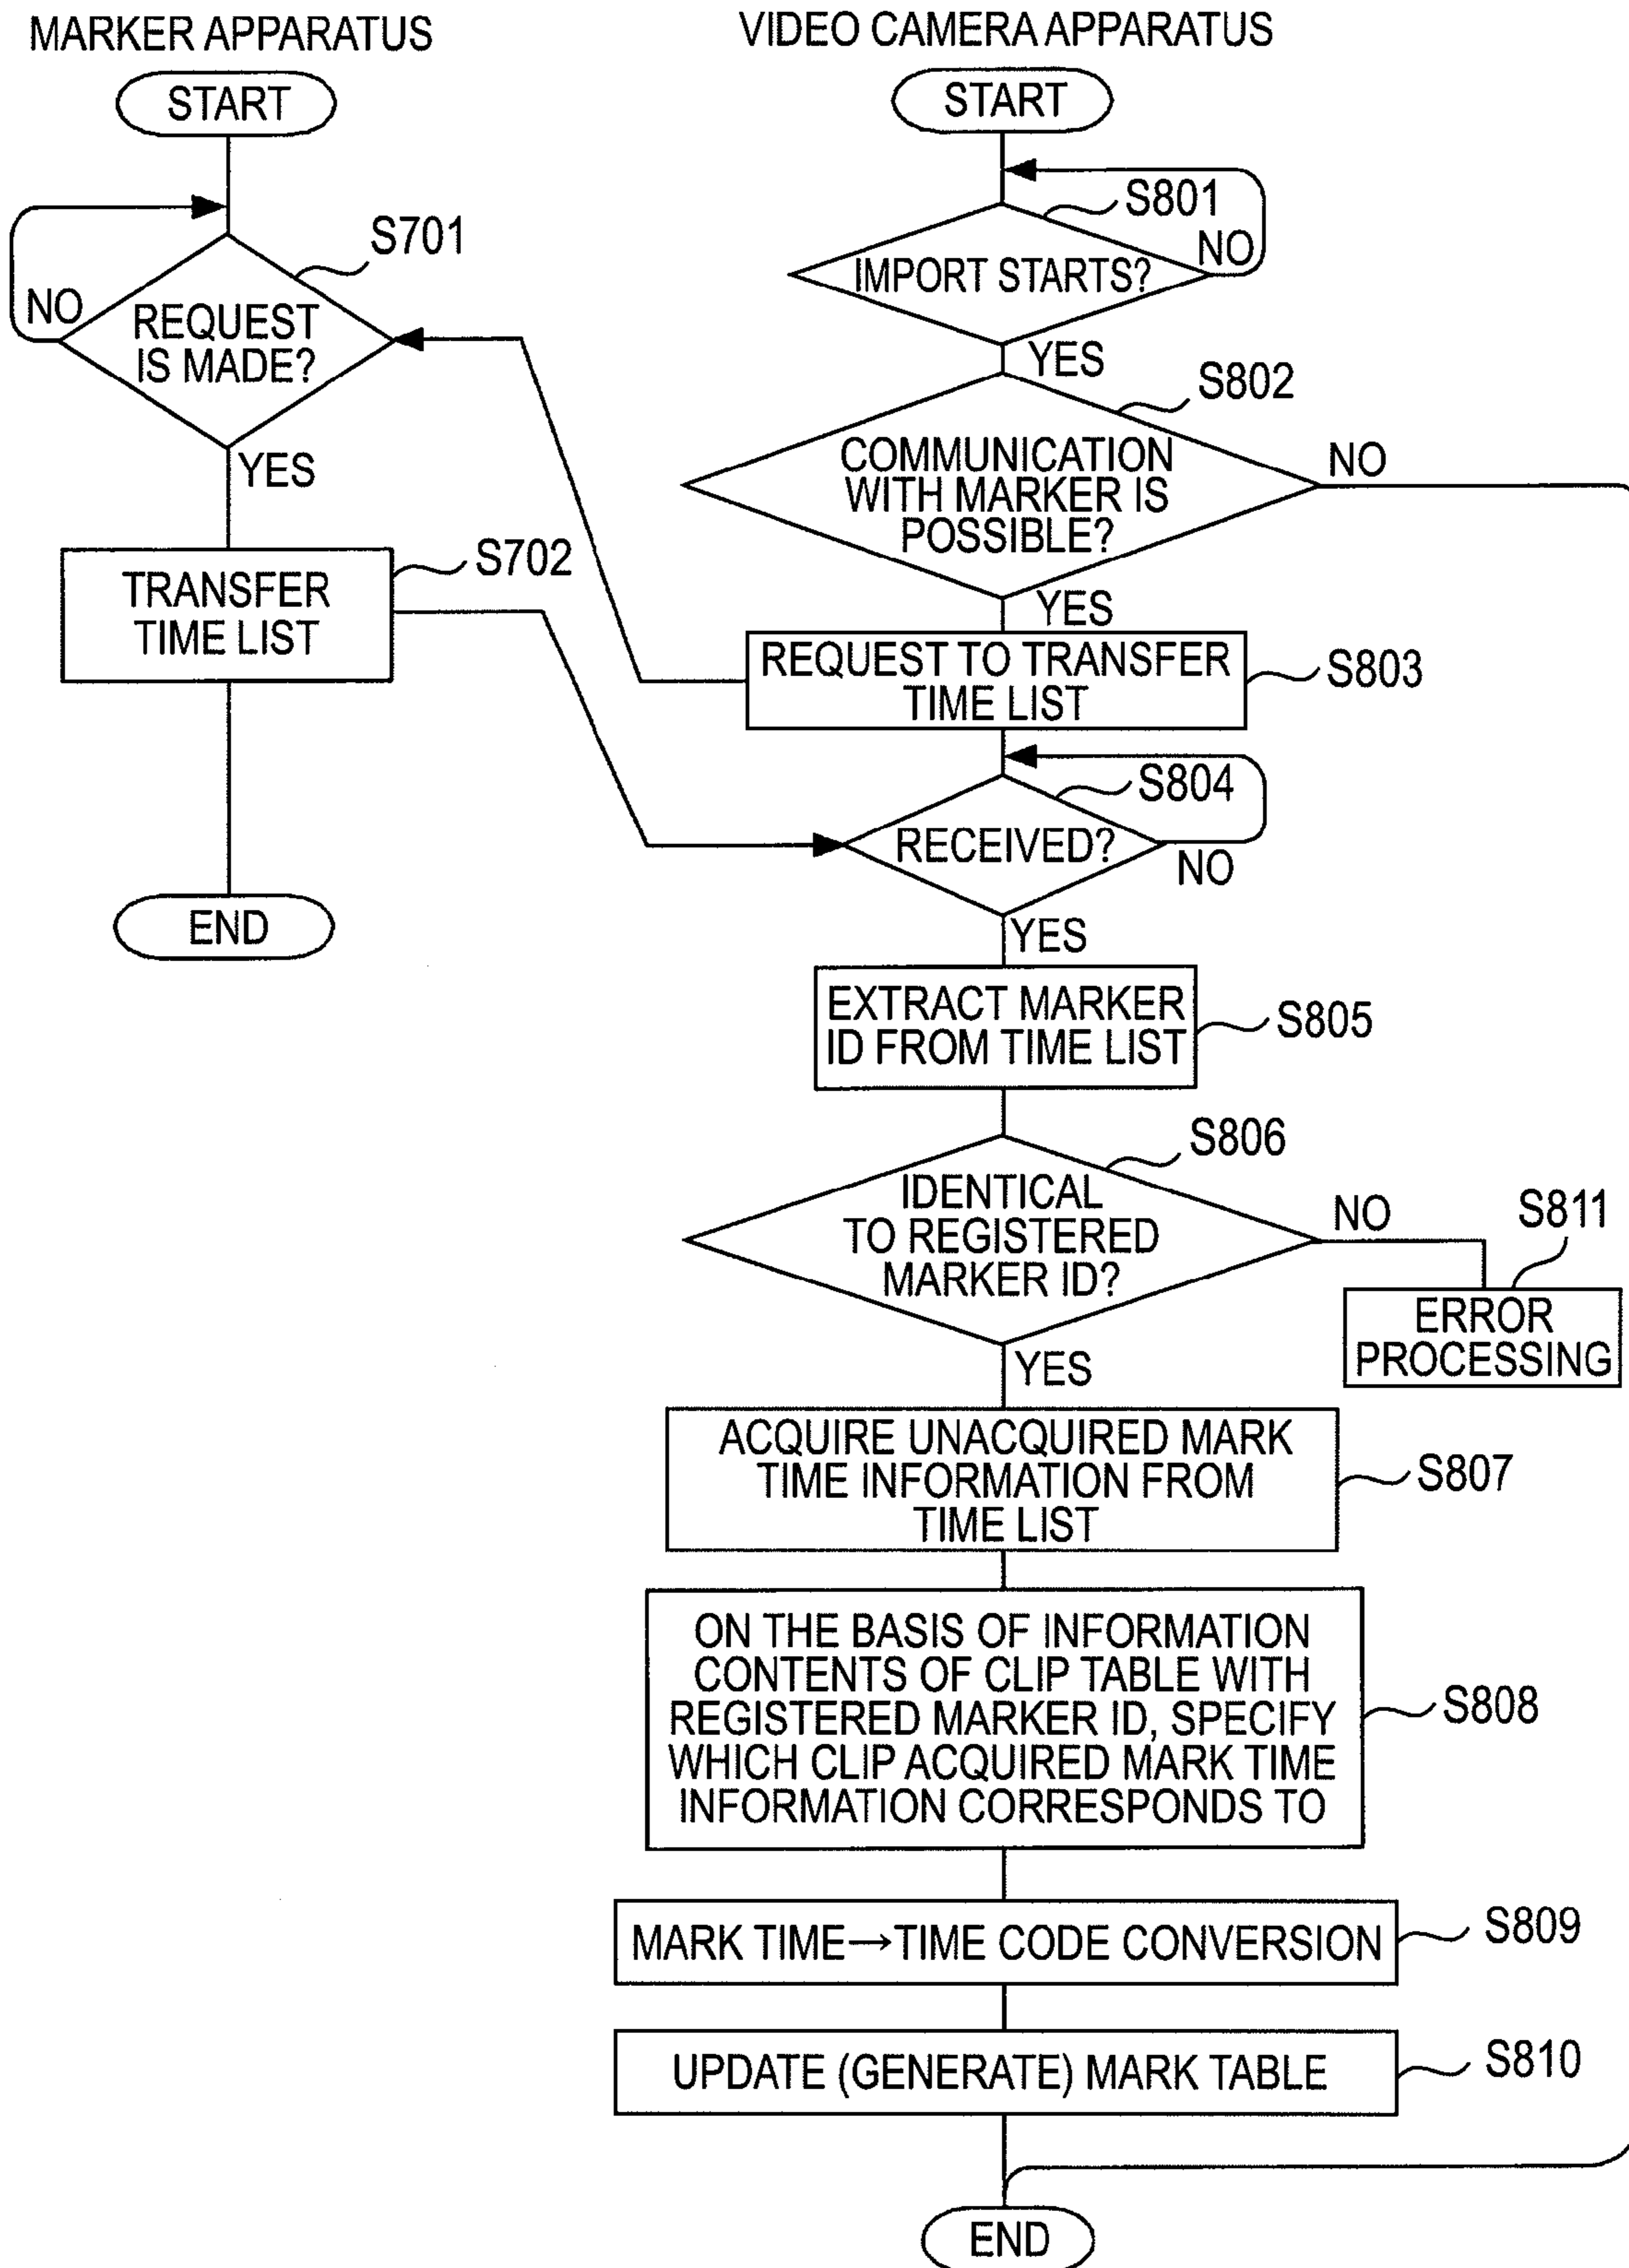 MARKER APPARATUS
START
S701
NO
REQUEST
IS MADE?
YES
S702
TRANSFER
TIME LIST
END
VIDEO CAMERA APPARATUS
START
S801
NO
IMPORT STARTS?
YES
S802
COMMUNICATION
WITH MARKER IS
POSSIBLE?
NO
YES
REQUEST TO TRANSFER
TIME LIST
S803
S804
RECEIVED?
NO
YES
EXTRACT MARKER
ID FROM TIME LIST
S805
S806
IDENTICAL
TO REGISTERED
MARKER ID?
NO
S811
ERROR
PROCESSING
YES
ACQUIRE UNACQUIRED MARK
TIME INFORMATION FROM
TIME LIST
S807
ON THE BASIS OF INFORMATION
CONTENTS OF CLIP TABLE WITH
REGISTERED MARKER ID, SPECIFY
WHICH CLIP ACQUIRED MARK TIME
INFORMATION CORRESPONDS TO
S808
MARK TIME→TIME CODE CONVERSION
S809
UPDATE (GENERATE) MARK TABLE
S810
END